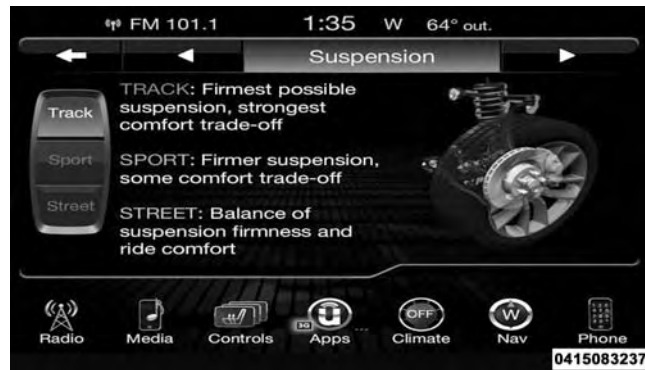 FM 101.1 1:35 W 64° out.
Suspension
Track
Sport
Street
TRACK: Firmest possible
suspension, strongest
comfort trade-off
SPORT: Firmer suspension,
some comfort trade-off
STREET: Balance of
suspension firmness and
ride comfort
3G
OFF
W
Radio Media Controls Apps ... Climate Nav Phone
0415083237